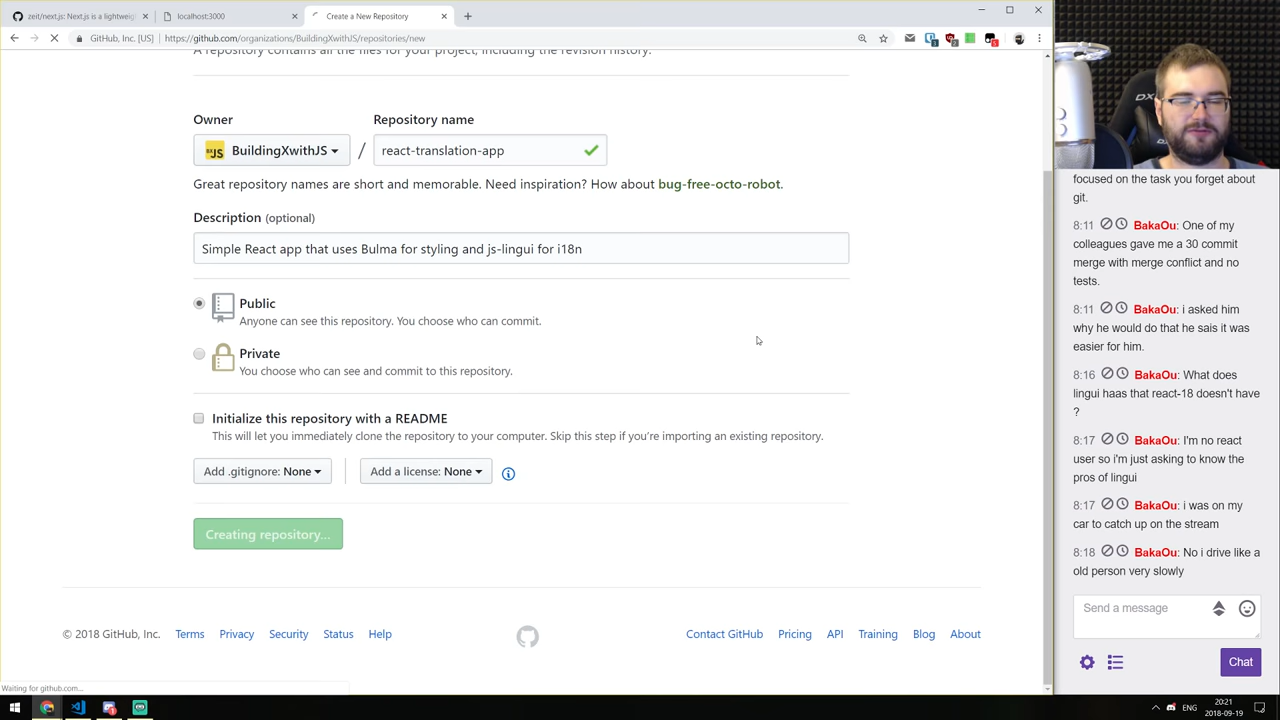 zeit/next.js: Next.js is a lightweig
localhost:3000
Create a New Repository
GitHub, Inc. [US]
https://github.com/organizations/BuildingXwithJS/repositories/new
A repository contains all the files for your project, including the revision history.
Owner
Repository name
JS BuildingXwithJS
/
react-translation-app
Great repository names are short and memorable. Need inspiration? How about bug-free-octo-robot.
Description (optional)
Simple React app that uses Bulma for styling and js-lingui for i18n
Public
Anyone can see this repository. You choose who can commit.
Private
You choose who can see and commit to this repository.
Initialize this repository with a README
This will let you immediately clone the repository to your computer. Skip this step if you're importing an existing repository.
Add .gitignore: None
Add a license: None
Creating repository...
© 2018 GitHub, Inc. Terms Privacy Security Status Help
Contact GitHub Pricing API Training Blog About
Waiting for github.com...
focused on the task you forget about
git.
8:11 BakaOu: One of my
colleagues gave me a 30 commit
merge with merge conflict and no
tests.
8:11 BakaOu: i asked him
why he would do that he sais it was
easier for him.
8:16 BakaOu: What does
lingui haas that react-18 doesn't have
?
8:17 BakaOu: I'm no react
user so i'm just asking to know the
pros of lingui
8:17 BakaOu: i was on my
car to catch up on the stream
8:18 BakaOu: No i drive like a
old person very slowly
Send a message
Chat
ENG
20:21
2018-09-19